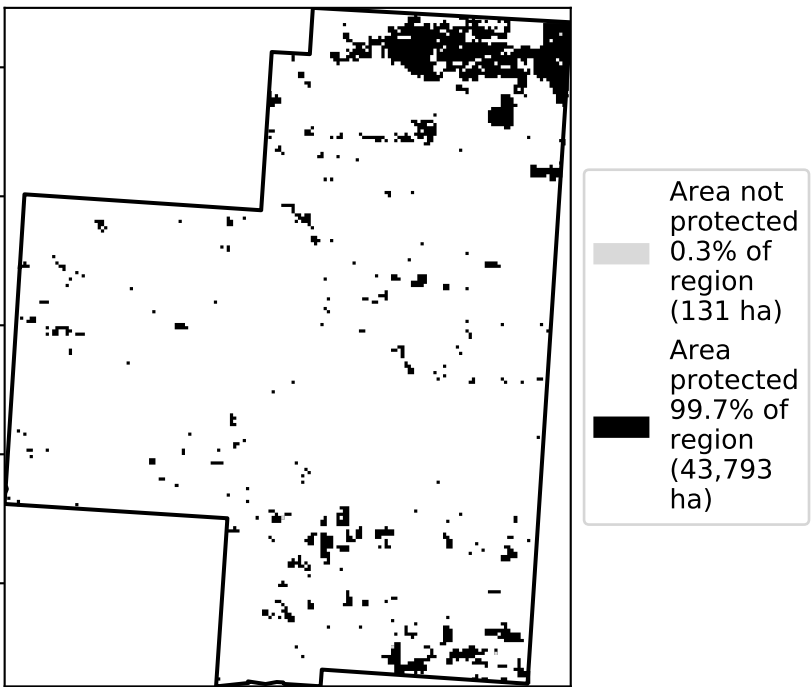 Area not
protected
0.3% of
region
(131 ha)
Area
protected
99.7% of
region
(43,793
ha)